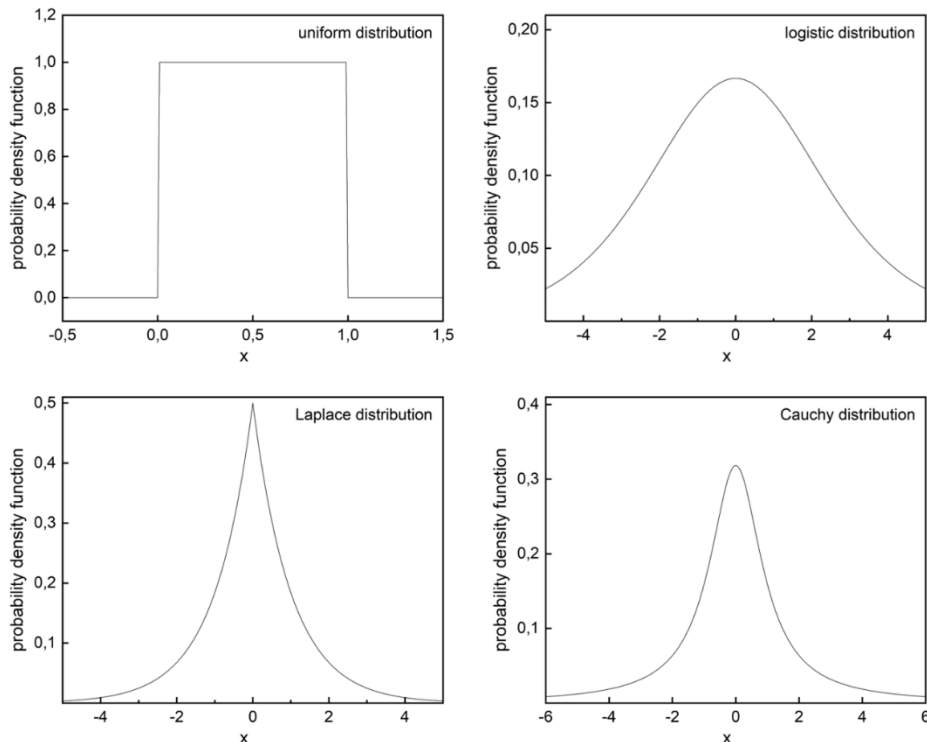 uniform distribution
probability density function
1,2
1,0
0,8
0,6
0,4
0,2
0,0
-0,5 0,0 0,5 1,0 1,5
x
logistic distribution
probability density function
0,20
0,15
0,10
0,05
-4 -2 0 2 4
x
Laplace distribution
probability density function
0,5
0,4
0,3
0,2
0,1
-4 -2 0 2 4
x
Cauchy distribution
probability density function
0,4
0,3
0,2
0,1
-6 -4 -2 0 2 4 6
x